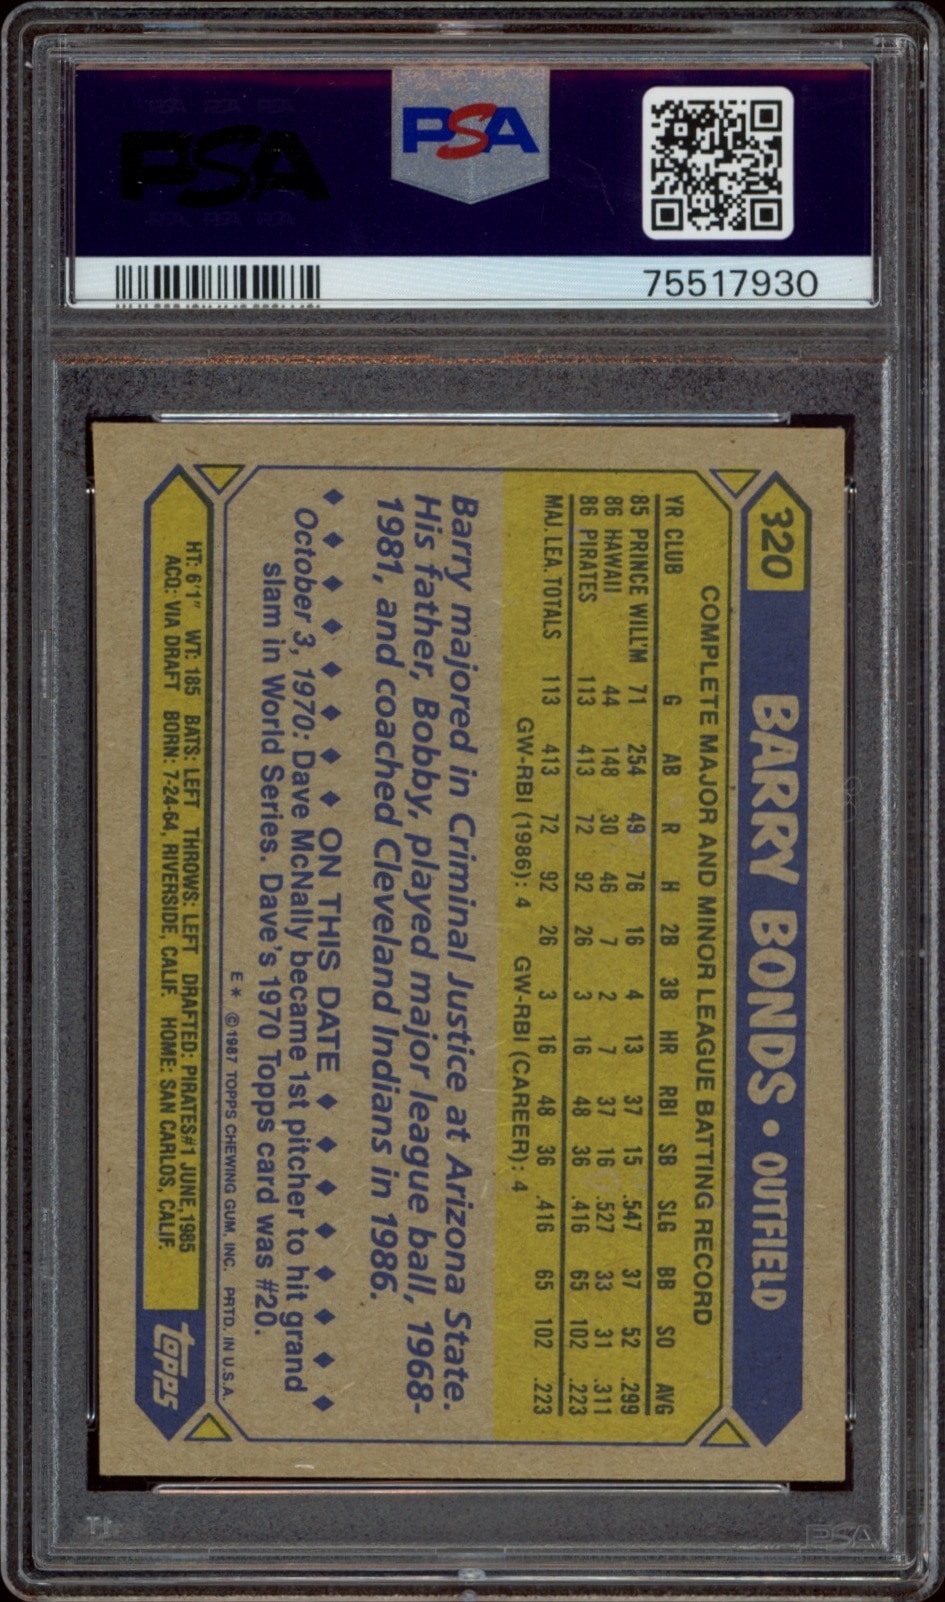 PSA
PSA
75517930
320 BARRY BONDS • OUTFIELD
COMPLETE MAJOR AND MINOR LEAGUE BATTING RECORD
YR CLUB G AB R H 2B 3B HR RBI SB SLG BB SO AVG
85 PRINCE WILL'M 71 254 49 76 16 4 13 37 15 .547 37 52 .299
86 HAWAII 44 148 30 46 7 2 7 37 16 .527 33 31 .311
86 PIRATES 113 413 72 92 26 3 16 48 36 .416 65 102 .223
MAJ. LEA. TOTALS 113 413 72 92 26 3 16 48 36 .416 65 102 .223
GW-RBI (1986): 4 GW-RBI (CAREER): 4
Barry majored in Criminal Justice at Arizona State.
His father, Bobby, played major league ball, 1968-
1981, and coached Cleveland Indians in 1986.
ON THIS DATE
October 3, 1970: Dave McNally became 1st pitcher to hit grand
slam in World Series. Dave's 1970 Topps card was #20.
E* © 1987 TOPPS CHEWING GUM, INC. PRTD. IN U.S.A.
HT: 6'1" WT: 185 BATS: LEFT THROWS: LEFT DRAFTED: PIRATES#1 JUNE, 1985
ACQ: VIA DRAFT BORN: 7-24-64, RIVERSIDE, CALIF. HOME: SAN CARLOS, CALIF.
topps
PSA